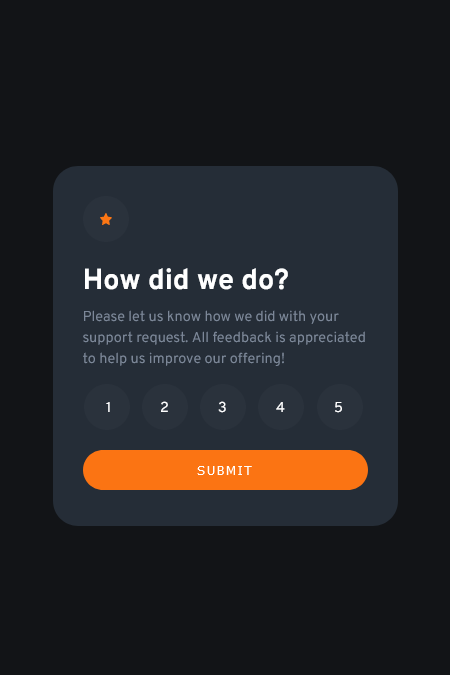 How did we do?
Please let us know how we did with your
support request. All feedback is appreciated
to help us improve our offering!
1 2 3 4 5
SUBMIT